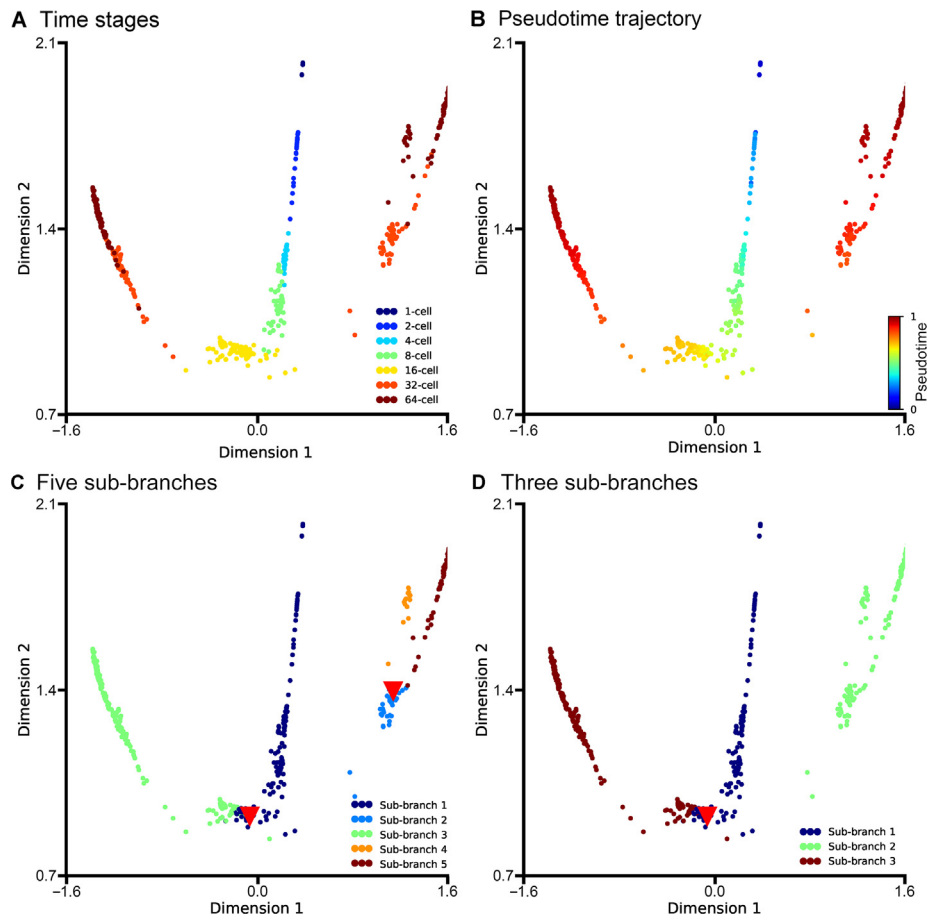 A Time stages
2.1
Dimension 2
1.4
0.7
−1.6
0.0
1.6
Dimension 1
1-cell
2-cell
4-cell
8-cell
16-cell
32-cell
64-cell
B Pseudotime trajectory
2.1
Dimension 2
1.4
0.7
−1.6
0.0
1.6
Dimension 1
1
0
Pseudotime
C Five sub-branches
2.1
Dimension 2
1.4
0.7
−1.6
0.0
1.6
Dimension 1
Sub-branch 1
Sub-branch 2
Sub-branch 3
Sub-branch 4
Sub-branch 5
D Three sub-branches
2.1
Dimension 2
1.4
0.7
−1.6
0.0
1.6
Dimension 1
Sub-branch 1
Sub-branch 2
Sub-branch 3